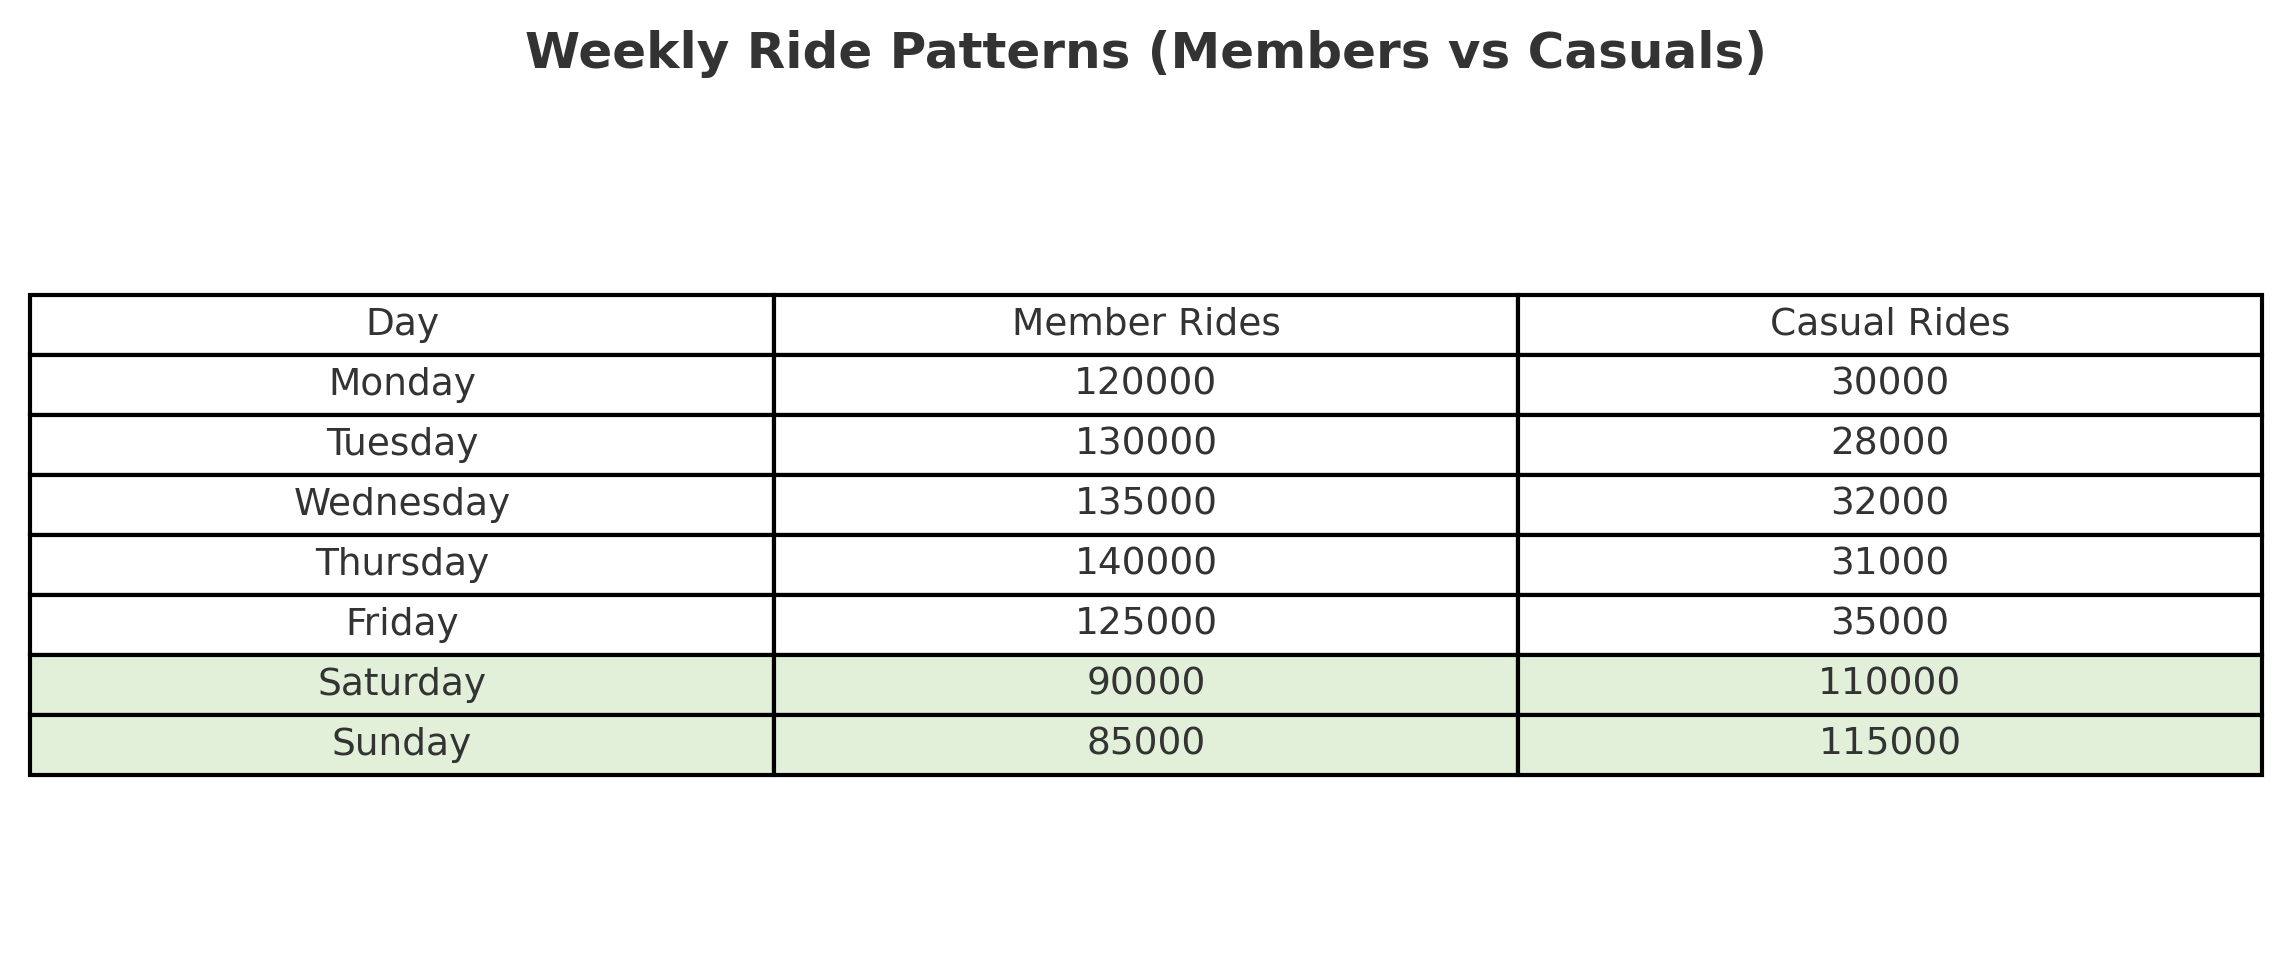 Weekly Ride Patterns (Members vs Casuals)
Day Member Rides Casual Rides
Monday 120000 30000
Tuesday 130000 28000
Wednesday 135000 32000
Thursday 140000 31000
Friday 125000 35000
Saturday 90000 110000
Sunday 85000 115000